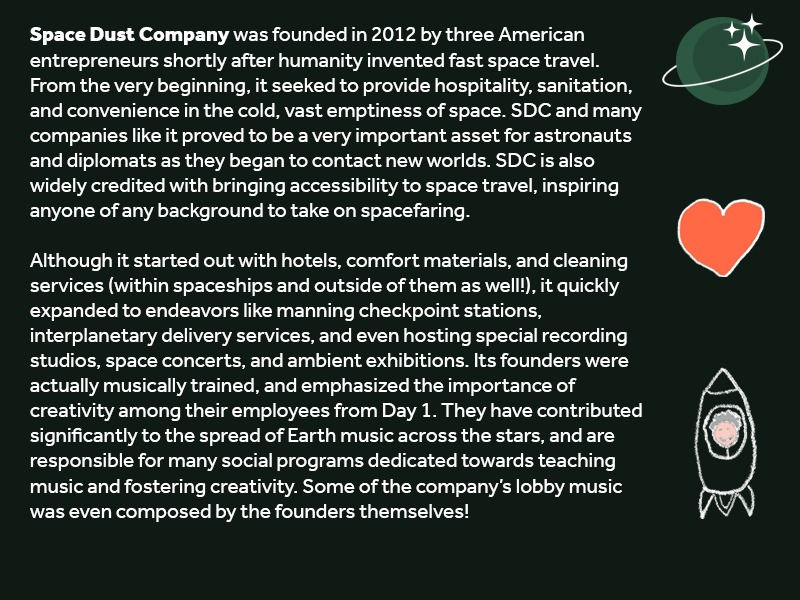 Space Dust Company was founded in 2012 by three American
entrepreneurs shortly after humanity invented fast space travel.
From the very beginning, it seeked to provide hospitality, sanitation,
and convenience in the cold, vast emptiness of space. SDC and many
companies like it proved to be a very important asset for astronauts
and diplomats as they began to contact new worlds. SDC is also
widely credited with bringing accessibility to space travel, inspiring
anyone of any background to take on spacefaring.
Although it started out with hotels, comfort materials, and cleaning
services (within spaceships and outside of them as well!), it quickly
expanded to endeavors like manning checkpoint stations,
interplanetary delivery services, and even hosting special recording
studios, space concerts, and ambient exhibitions. Its founders were
actually musically trained, and emphasized the importance of
creativity among their employees from Day 1. They have contributed
significantly to the spread of Earth music across the stars, and are
responsible for many social programs dedicated towards teaching
music and fostering creativity. Some of the company's lobby music
was even composed by the founders themselves!